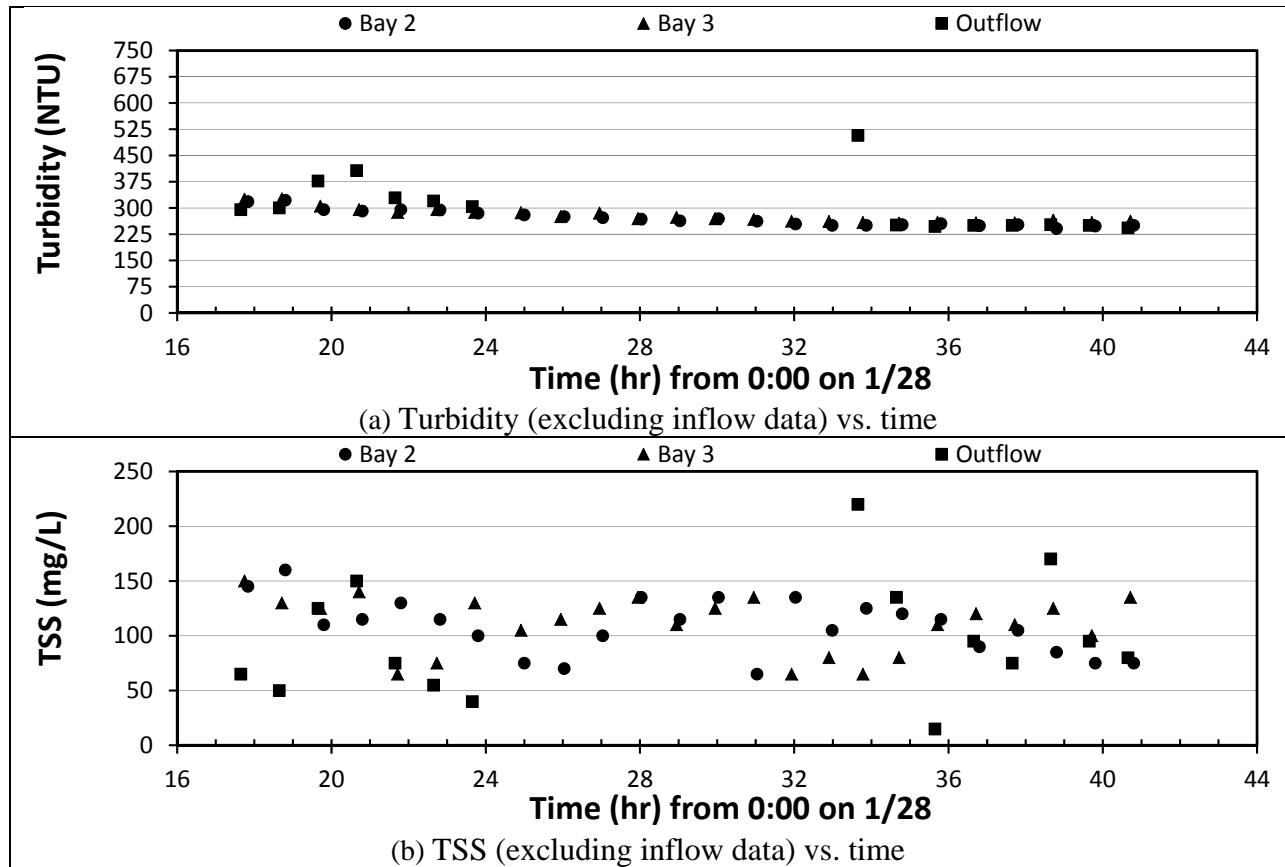 Bay 2 Bay 3 Outflow
Turbidity (NTU)
750
675
600
525
450
375
300
225
150
75
0
16 20 24 28 32 36 40 44
Time (hr) from 0:00 on 1/28
(a) Turbidity (excluding inflow data) vs. time
Bay 2 Bay 3 Outflow
TSS (mg/L)
250
200
150
100
50
0
16 20 24 28 32 36 40 44
Time (hr) from 0:00 on 1/28
(b) TSS (excluding inflow data) vs. time